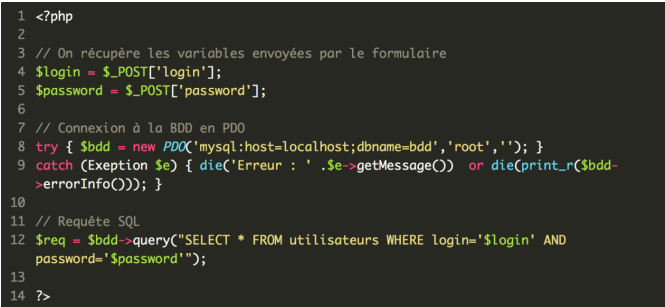 1 <?php
2
3 // On récupère les variables envoyées par le formulaire
4 $login = $_POST['login'];
5 $password = $_POST['password'];
6
7 // Connexion à la BDD en PDO
8 try { $bdd = new PDO('mysql:host=localhost;dbname=bdd','root',''); }
9 catch (Exeption $e) { die('Erreur : ' .$e->getMessage())  or die(print_r($bdd-
>errorInfo())); }
10
11 // Requête SQL
12 $req = $bdd->query("SELECT * FROM utilisateurs WHERE login='$login' AND
password='$password'");
13
14 ?>